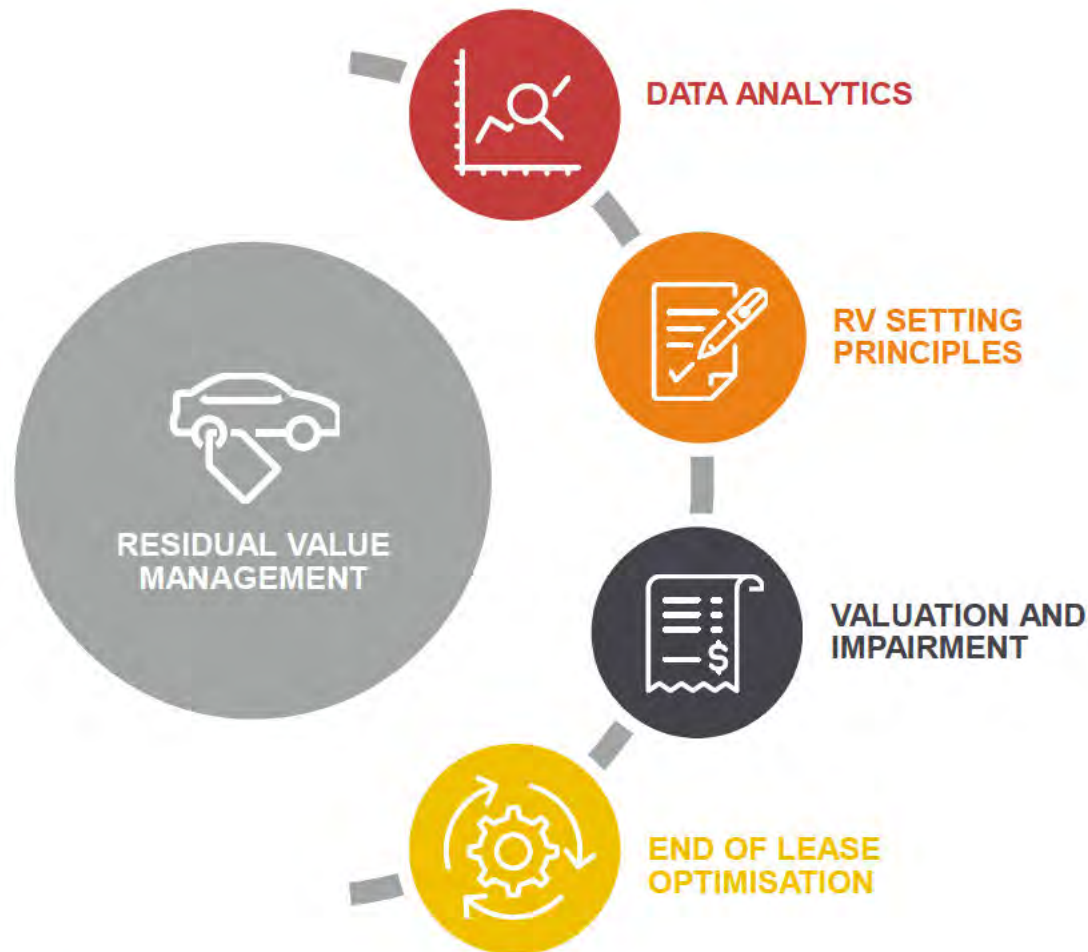 DATA ANALYTICS
RV SETTING
PRINCIPLES
RESIDUAL VALUE
MANAGEMENT
VALUATION AND
IMPAIRMENT
$
END OF LEASE
OPTIMISATION